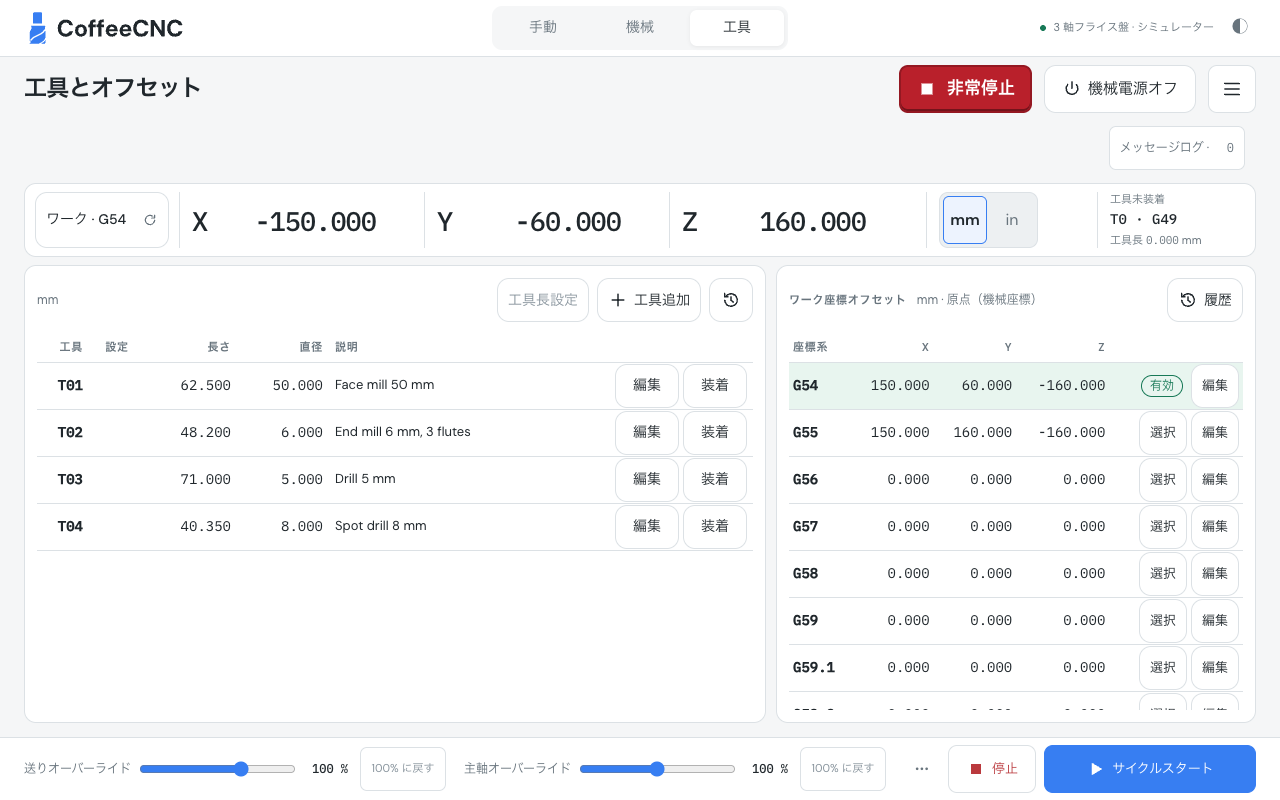 CoffeeCNC
手動
機械
工具
3 軸フライス盤 · シミュレーター
工具とオフセット
非常停止
機械電源オフ
メッセージログ · 0
ワーク · G54
X -150.000
Y -60.000
Z 160.000
mm in
工具未装着
T0 · G49
工具長 0.000 mm
mm 工具長設定 工具追加
工具 設定 長さ 直径 説明
T01 62.500 50.000 Face mill 50 mm 編集 装着
T02 48.200 6.000 End mill 6 mm, 3 flutes 編集 装着
T03 71.000 5.000 Drill 5 mm 編集 装着
T04 40.350 8.000 Spot drill 8 mm 編集 装着
ワーク座標オフセット mm · 原点（機械座標） 履歴
座標系 X Y Z
G54 150.000 60.000 -160.000 有効 編集
G55 150.000 160.000 -160.000 選択 編集
G56 0.000 0.000 0.000 選択 編集
G57 0.000 0.000 0.000 選択 編集
G58 0.000 0.000 0.000 選択 編集
G59 0.000 0.000 0.000 選択 編集
G59.1 0.000 0.000 0.000 選択 編集
送りオーバーライド 100 % 100% に戻す 主軸オーバーライド 100 % 100% に戻す ··· 停止 サイクルスタート